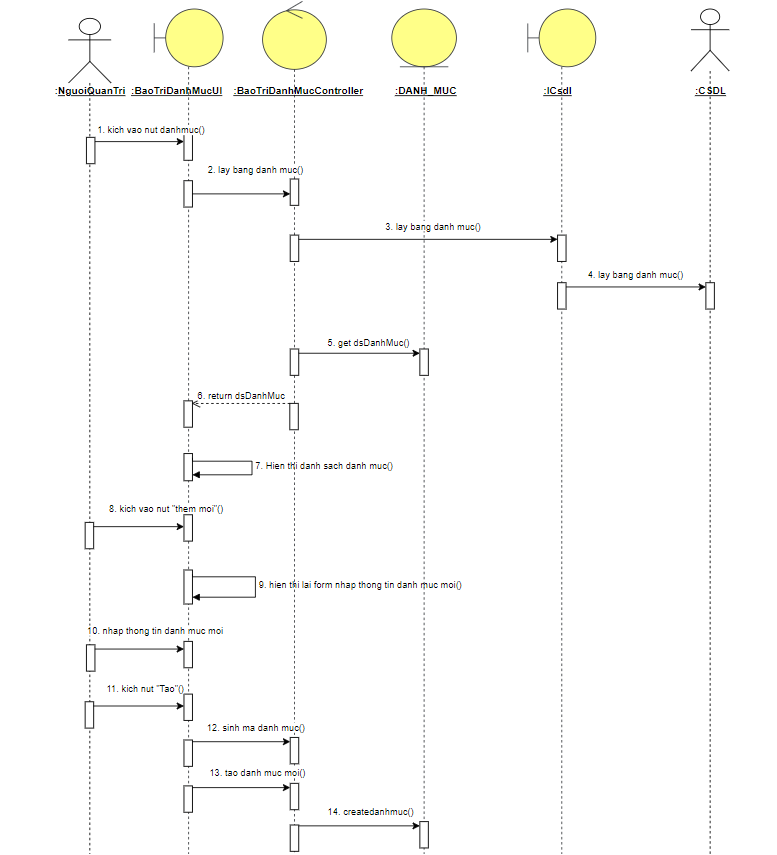 :NguoiQuanTri :BaoTriDanhMucUI :BaoTriDanhMucController :DANH_MUC :ICsdl :CSDL
1. kich vao nut danhmuc()
2. lay bang danh muc()
3. lay bang danh muc()
4. lay bang danh muc()
5. get dsDanhMuc()
6. return dsDanhMuc
7. Hien thi danh sach danh muc()
8. kich vao nut "them moi"()
9. hien thi lai form nhap thong tin danh muc moi()
10. nhap thong tin danh muc moi
11. kich nut "Tao"()
12. sinh ma danh muc()
13. tao danh muc moi()
14. createdanhmuc()